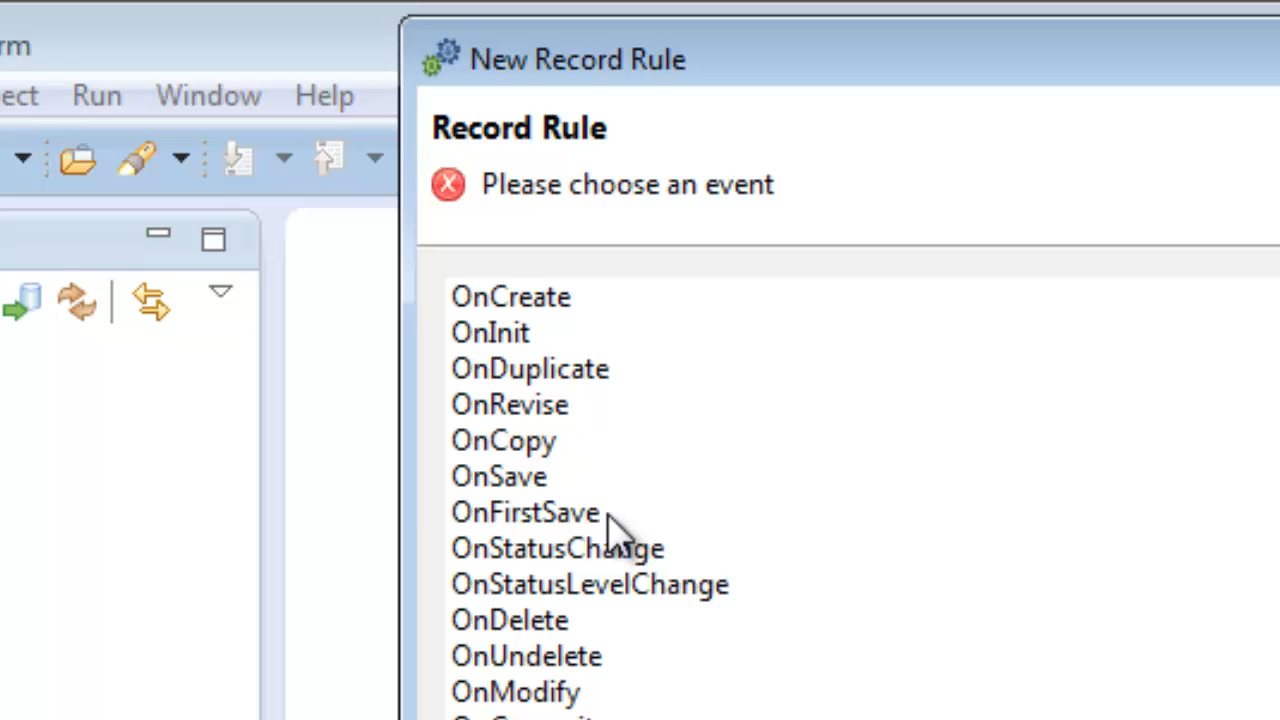 rm
New Record Rule
ect Run Window Help
Record Rule
Please choose an event
OnCreate
OnInit
OnDuplicate
OnRevise
OnCopy
OnSave
OnFirstSave
OnStatusChange
OnStatusLevelChange
OnDelete
OnUndelete
OnModify